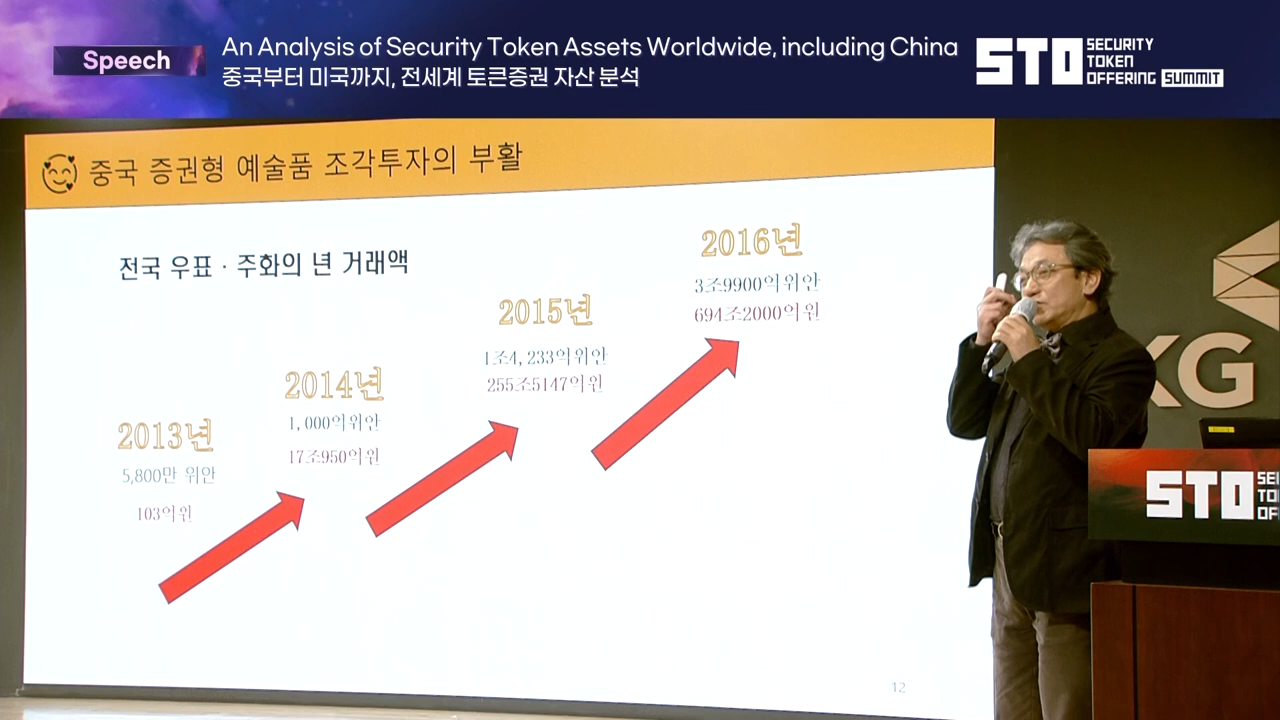 Speech
An Analysis of Security Token Assets Worldwide, including China
중국부터 미국까지, 전세계 토큰증권 자산 분석
STO SECURITY
TOKEN
OFFERING SUMMIT
중국 증권형 예술품 조각투자의 부활
전국 우표 · 주화의 년 거래액
2013년
5,800만 위안
103억원
2014년
1,000억위안
17조950억원
2015년
1조4,233억위안
255조5147억원
2016년
3조9900억위안
694조2000억원
12
KG
STO SE
TO
OF